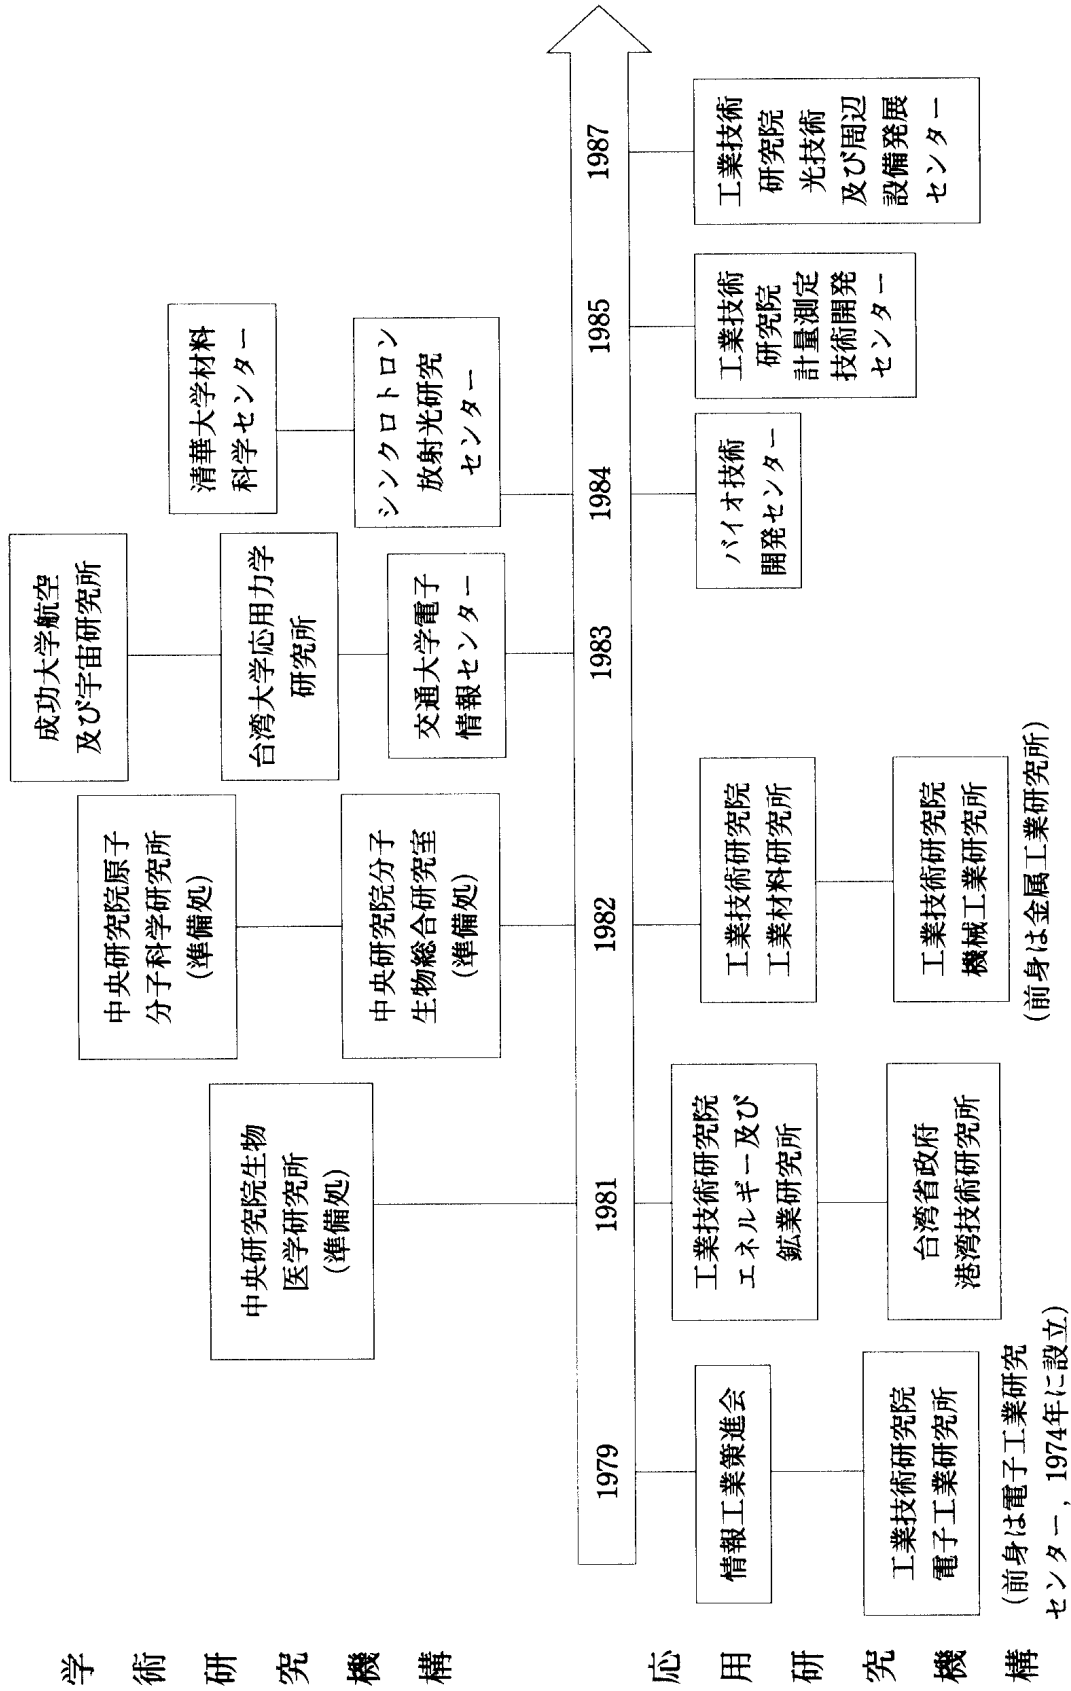 学術研究機構
中央研究院生物
医学研究所
(準備処)
中央研究院原子
分子科学研究所
(準備処)
中央研究院分子
生物総合研究室
(準備処)
成功大学航空
及び宇宙研究所
台湾大学応用力学
研究所
交通大学電子
情報センター
清華大学材料
科学センター
シンクロトロン
放射光研究
センター
1979
1981
1982
1983
1984
1985
1987
応用研究機構
情報工業策進会
工業技術研究院
電子工業研究所
(前身は電子工業研究
センター，1974年に設立)
工業技術研究院
エネルギー及び
鉱業研究所
台湾省政府
港湾技術研究所
工業技術研究院
工業材料研究所
工業技術研究院
機械工業研究所
(前身は金属工業研究所)
バイオ技術
開発センター
工業技術
研究院
計量測定
技術開発
センター
工業技術
研究院
光技術
及び周辺
設備発展
センター